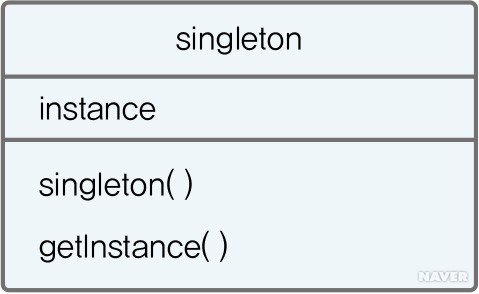 singleton
instance
singleton( )
getInstance( )
NAVER